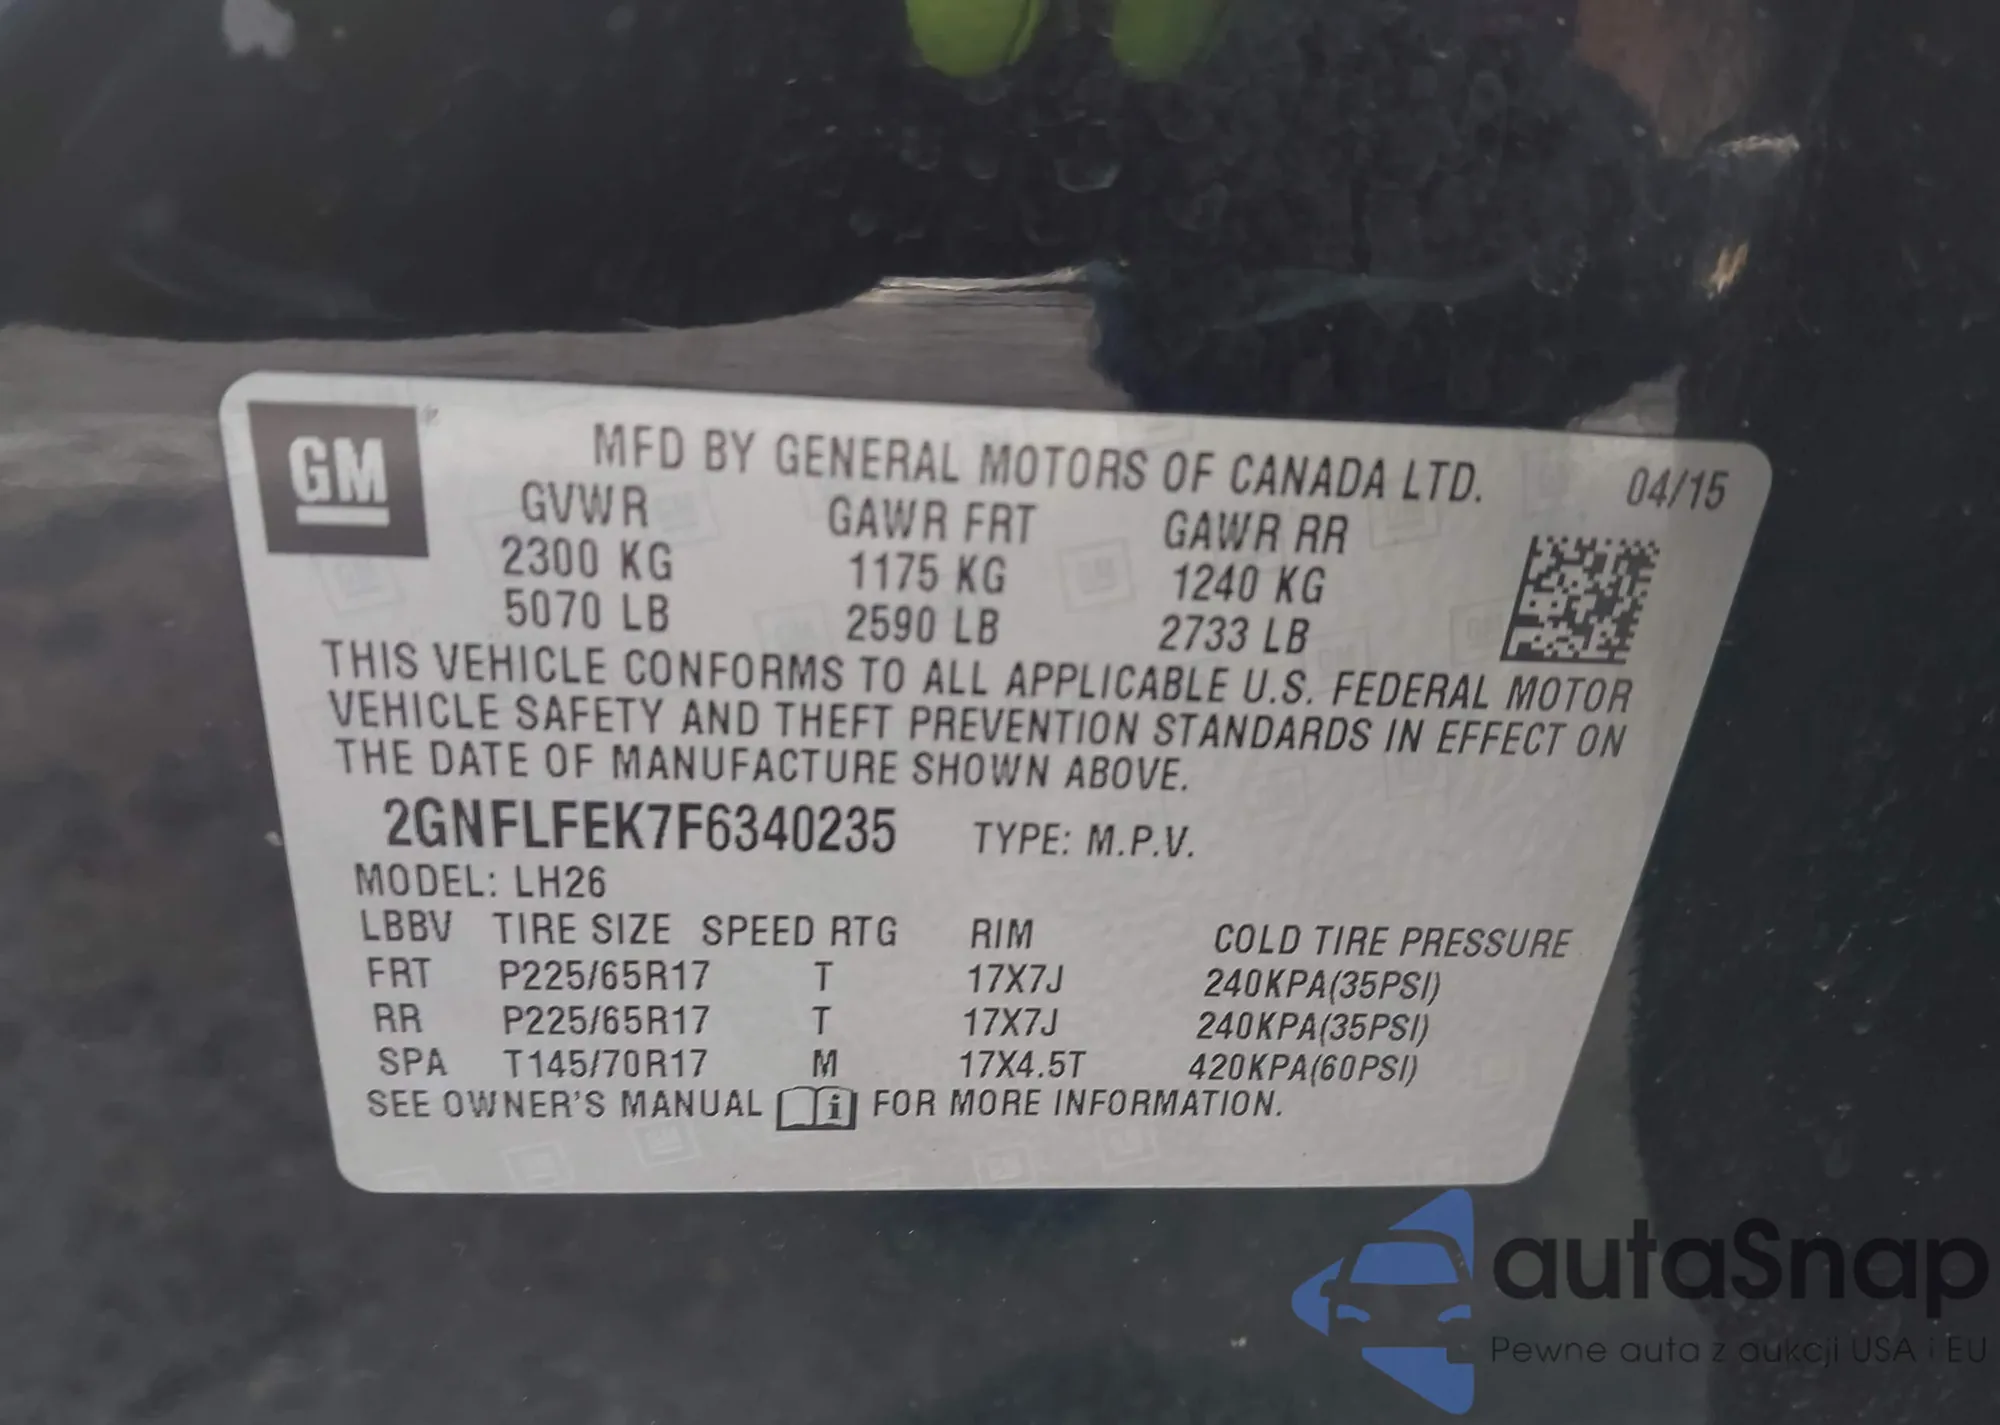 GM
MFD BY GENERAL MOTORS OF CANADA LTD.
04/15
GVWR GAWR FRT GAWR RR
2300 KG 1175 KG 1240 KG
5070 LB 2590 LB 2733 LB
THIS VEHICLE CONFORMS TO ALL APPLICABLE U.S. FEDERAL MOTOR
VEHICLE SAFETY AND THEFT PREVENTION STANDARDS IN EFFECT ON
THE DATE OF MANUFACTURE SHOWN ABOVE.
2GNFLFEK7F6340235 TYPE: M.P.V.
MODEL: LH26
LBBV TIRE SIZE SPEED RTG RIM COLD TIRE PRESSURE
FRT P225/65R17 T 17X7J 240KPA(35PSI)
RR P225/65R17 T 17X7J 240KPA(35PSI)
SPA T145/70R17 M 17X4.5T 420KPA(60PSI)
SEE OWNER'S MANUAL i FOR MORE INFORMATION.
autaSnap
Pewne auta z aukcji USA i EU